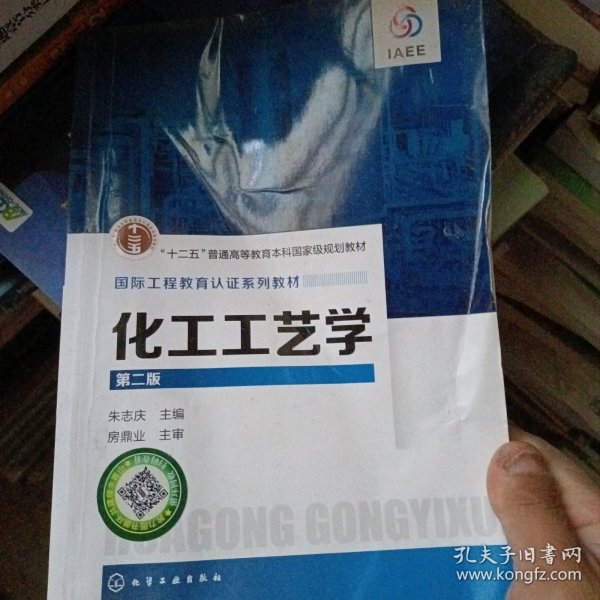 IAEE
十二五
“十二五”普通高等教育本科国家级规划教材
国际工程教育认证系列教材
化工工艺学
第二版
朱志庆 主编
房鼎业 主审
HUAGONG GONGYIXUE
化学工业出版社
孔夫子旧书网
www.kongfz.com